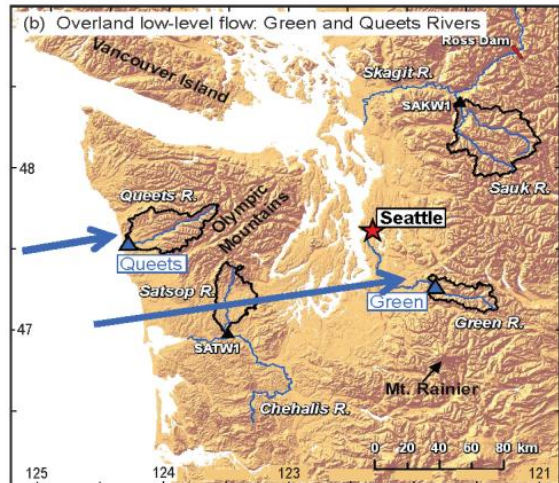 (b) Overland low-level flow: Green and Queets Rivers
Vancouver Island
Ross Dam
Skagit R.
SAKW1
48
Sauk R.
Queets R.
Olympic
Mountains
Seattle
Queets
Satsop R.
Green
Green R.
47
SATW1
Mt. Rainier
Chehalis R.
0 20 40 60 80 km
125 124 123 121